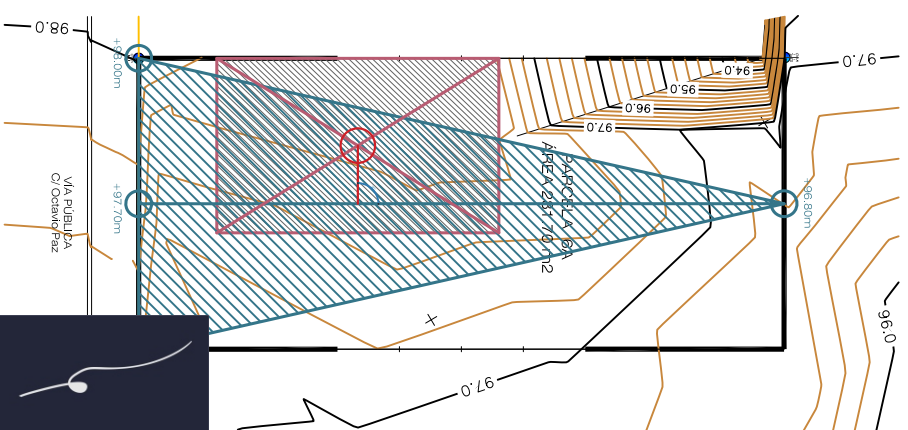 98.0
+98.00m
94.0
95.0
96.0
97.0
97.0
VÍA PÚBLICA
C/ Octavio Paz
+97.70m
PARCELA 6A
ÁREA 281.70 m2
+96.80m
96.0
97.0